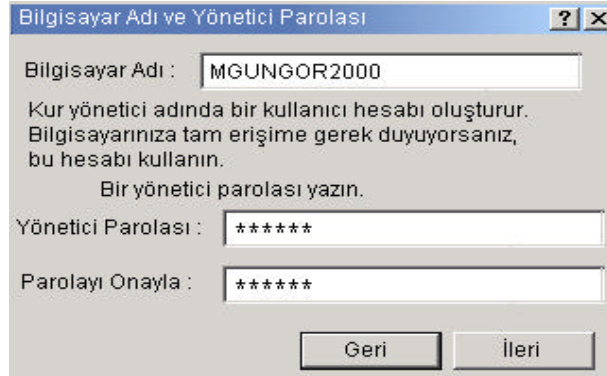 Bilgisayar Adı ve Yönetici Parolası
Bilgisayar Adı : MGUNGOR2000
Kur yönetici adında bir kullanıcı hesabı oluşturur.
Bilgisayarınıza tam erişime gerek duyuyorsanız,
bu hesabı kullanın.
Bir yönetici parolası yazın.
Yönetici Parolası : ******
Parolayı Onayla : ******
Geri İleri